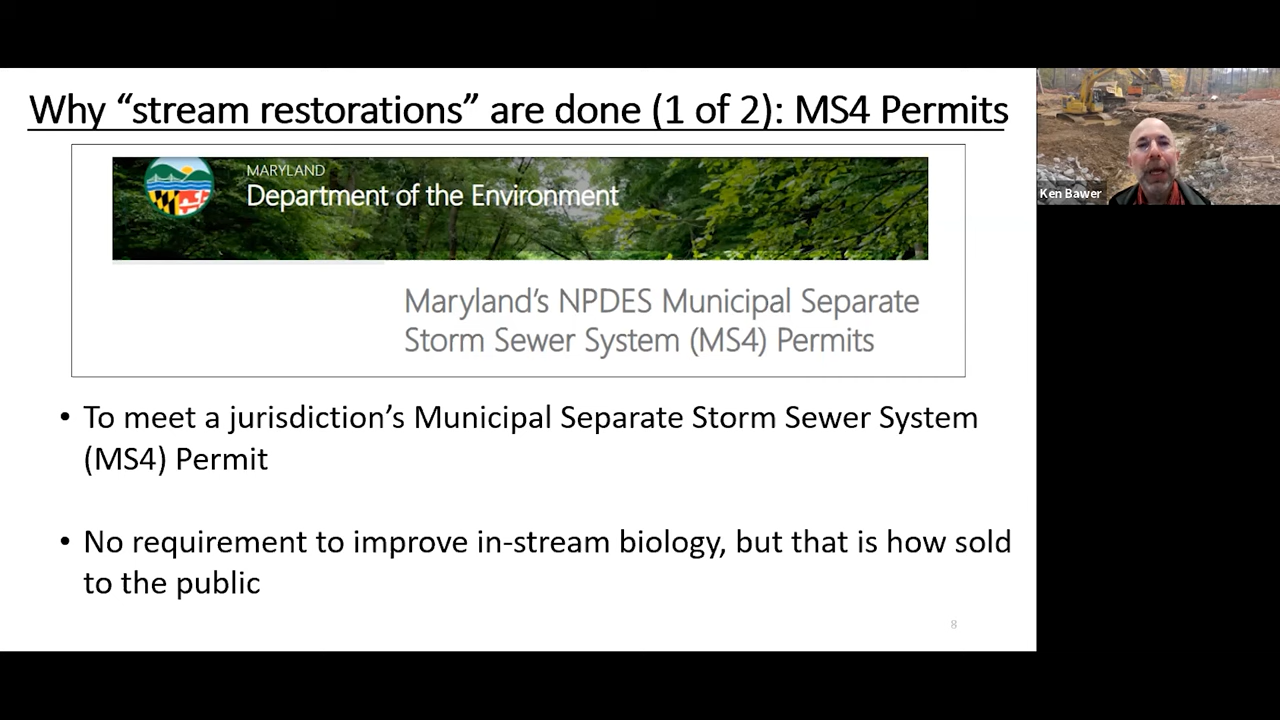 Why “stream restorations” are done (1 of 2): MS4 Permits
MARYLAND
Department of the Environment
Maryland’s NPDES Municipal Separate
Storm Sewer System (MS4) Permits
• To meet a jurisdiction’s Municipal Separate Storm Sewer System
(MS4) Permit
• No requirement to improve in-stream biology, but that is how sold
to the public
8
Ken Bawer